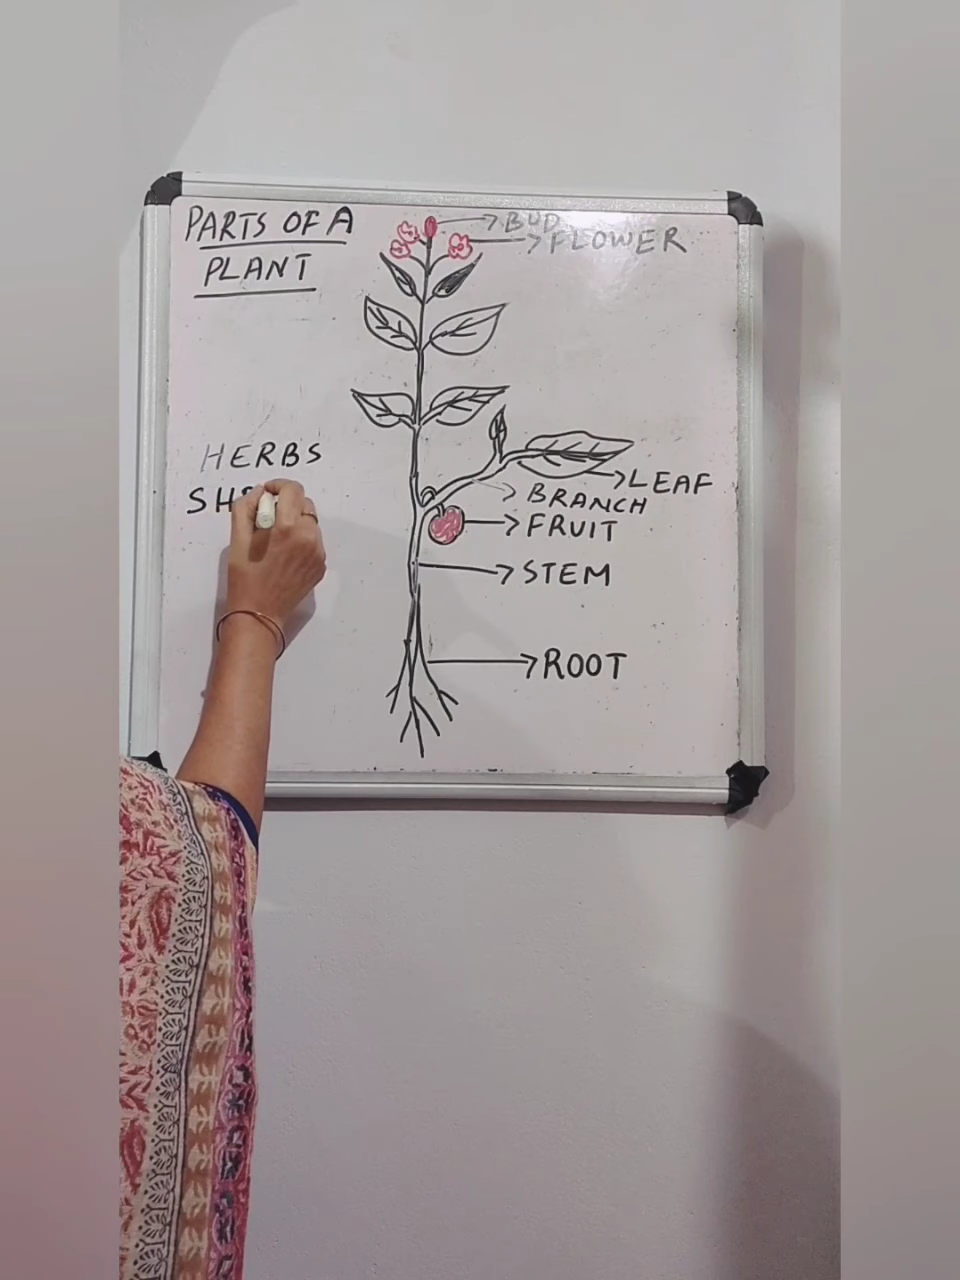 PARTS OF A
PLANT
BUD
FLOWER
HERBS
LEAF
BRANCH
FRUIT
STEM
ROOT